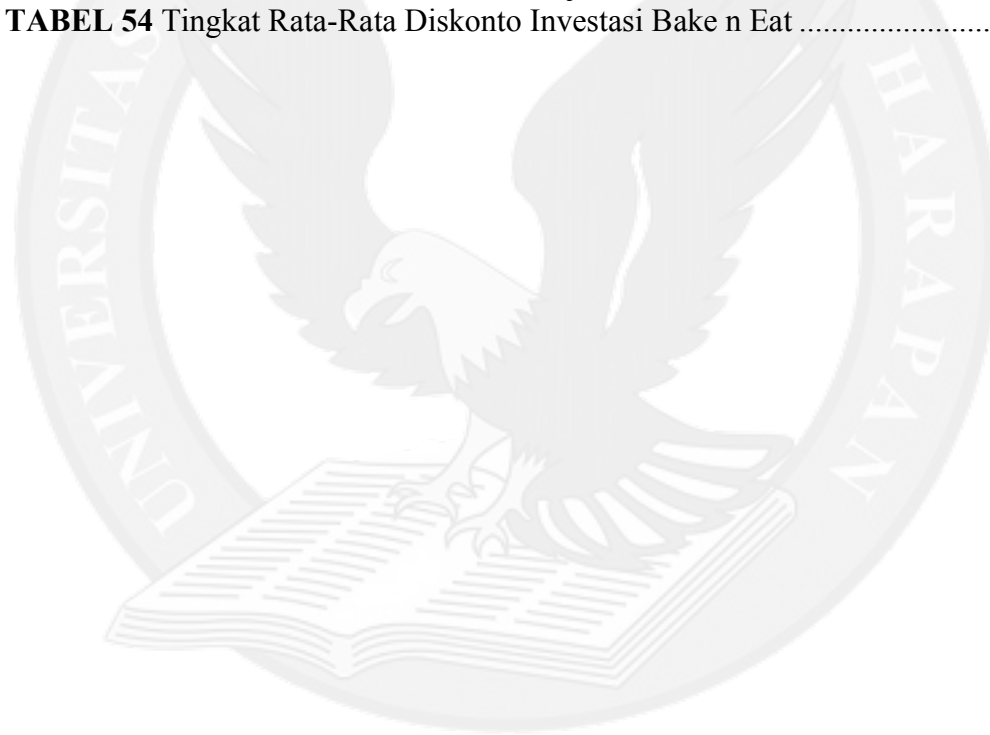 TABEL 54 Tingkat Rata-Rata Diskonto Investasi Bake n Eat ........................
UNIVERSITAS
HARAPAN